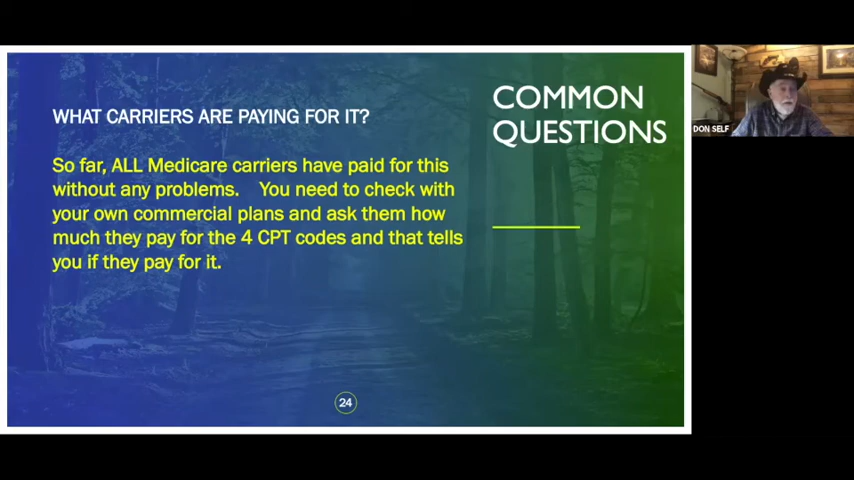 COMMON
QUESTIONS
WHAT CARRIERS ARE PAYING FOR IT?
So far, ALL Medicare carriers have paid for this
without any problems. You need to check with
your own commercial plans and ask them how
much they pay for the 4 CPT codes and that tells
you if they pay for it.
24
DON SELF